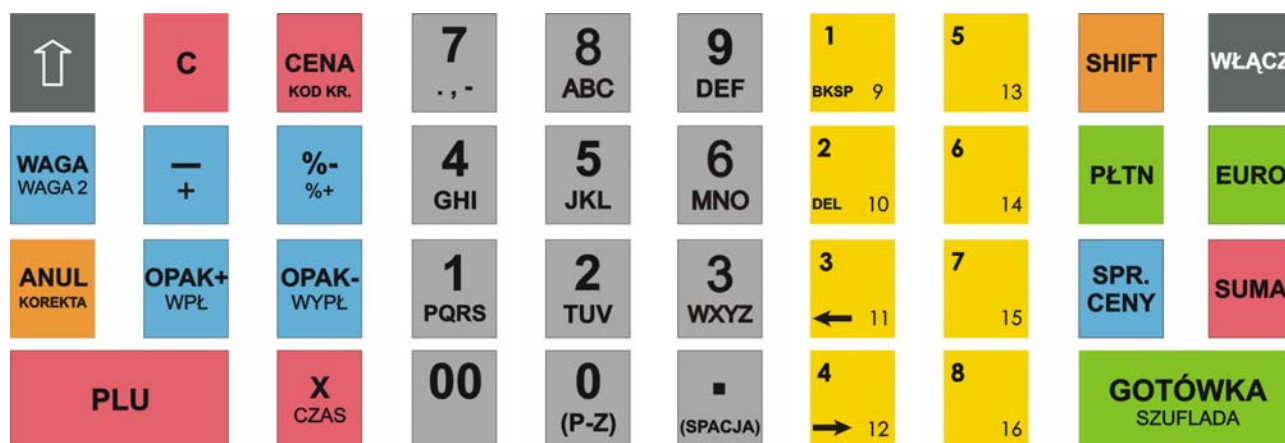 C
CENA
KOD KR.
7
. , -
8
ABC
9
DEF
1
BKSP 9
5
13
SHIFT
WŁĄCZ
WAGA
WAGA 2
—
+
%-
%+
4
GHI
5
JKL
6
MNO
2
DEL 10
6
14
PŁTN
EURO
ANUL
KOREKTA
OPAK+
WPŁ
OPAK-
WYPŁ
1
PQRS
2
TUV
3
WXYZ
3
← 11
7
15
SPR.
CENY
SUMA
PLU
X
CZAS
00
0
(P-Z)
.
(SPACJA)
4
→ 12
8
16
GOTÓWKA
SZUFLADA